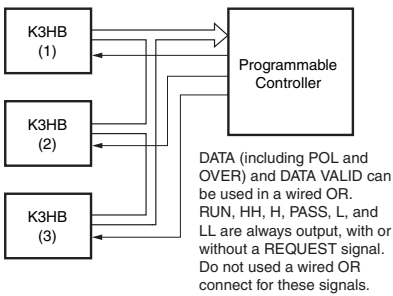 K3HB
(1)
K3HB
(2)
K3HB
(3)
Programmable
Controller
DATA (including POL and
OVER) and DATA VALID can
be used in a wired OR.
RUN, HH, H, PASS, L, and
LL are always output, with or
without a REQUEST signal.
Do not used a wired OR
connect for these signals.